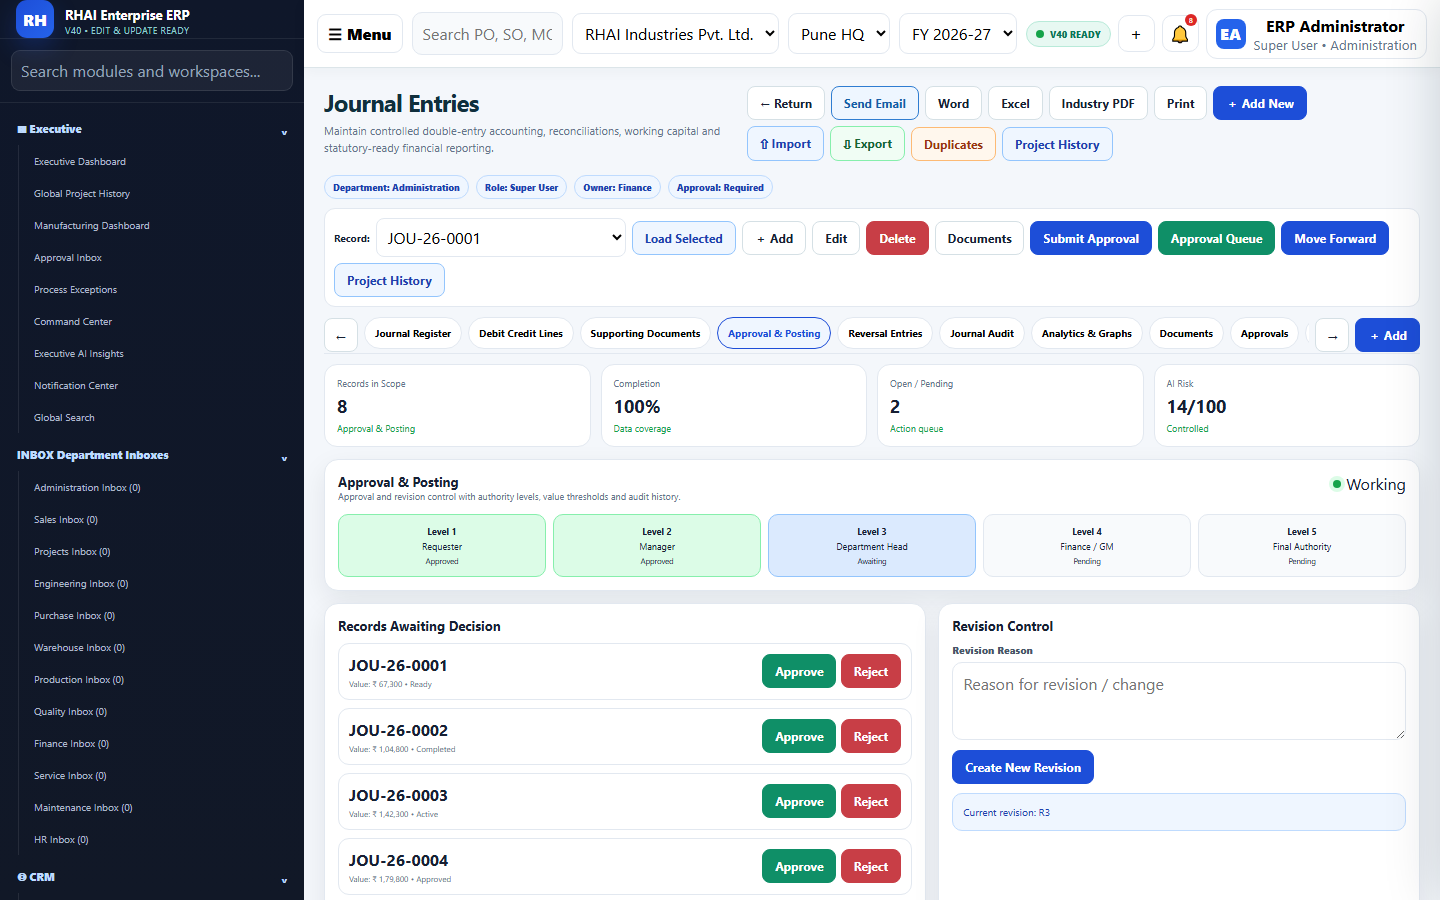 RH
RHAI Enterprise ERP
V40 • EDIT & UPDATE READY
Search modules and workspaces...
Executive
v
Executive Dashboard
Global Project History
Manufacturing Dashboard
Approval Inbox
Process Exceptions
Command Center
Executive AI Insights
Notification Center
Global Search
INBOX Department Inboxes
v
Administration Inbox (0)
Sales Inbox (0)
Projects Inbox (0)
Engineering Inbox (0)
Purchase Inbox (0)
Warehouse Inbox (0)
Production Inbox (0)
Quality Inbox (0)
Finance Inbox (0)
Service Inbox (0)
Maintenance Inbox (0)
HR Inbox (0)
CRM
v
☰ Menu
Search PO, SO, MO
RHAI Industries Pvt. Ltd.
Pune HQ
FY 2026-27
V40 READY
+
8
EA
ERP Administrator
Super User • Administration
Journal Entries
Maintain controlled double-entry accounting, reconciliations, working capital and
statutory-ready financial reporting.
← Return
Send Email
Word
Excel
Industry PDF
Print
+ Add New
⇧ Import
⇩ Export
Duplicates
Project History
Department: Administration
Role: Super User
Owner: Finance
Approval: Required
Record:
JOU-26-0001
Load Selected
+ Add
Edit
Delete
Documents
Submit Approval
Approval Queue
Move Forward
Project History
←
Journal Register
Debit Credit Lines
Supporting Documents
Approval & Posting
Reversal Entries
Journal Audit
Analytics & Graphs
Documents
Approvals
→
+ Add
Records in Scope
8
Approval & Posting
Completion
100%
Data coverage
Open / Pending
2
Action queue
AI Risk
14/100
Controlled
Approval & Posting
Approval and revision control with authority levels, value thresholds and audit history.
Working
Level 1
Requester
Approved
Level 2
Manager
Approved
Level 3
Department Head
Awaiting
Level 4
Finance / GM
Pending
Level 5
Final Authority
Pending
Records Awaiting Decision
JOU-26-0001
Value: ₹ 67,300 • Ready
Approve
Reject
JOU-26-0002
Value: ₹ 1,04,800 • Completed
Approve
Reject
JOU-26-0003
Value: ₹ 1,42,300 • Active
Approve
Reject
JOU-26-0004
Value: ₹ 1,79,800 • Approved
Approve
Reject
Revision Control
Revision Reason
Reason for revision / change
Create New Revision
Current revision: R3